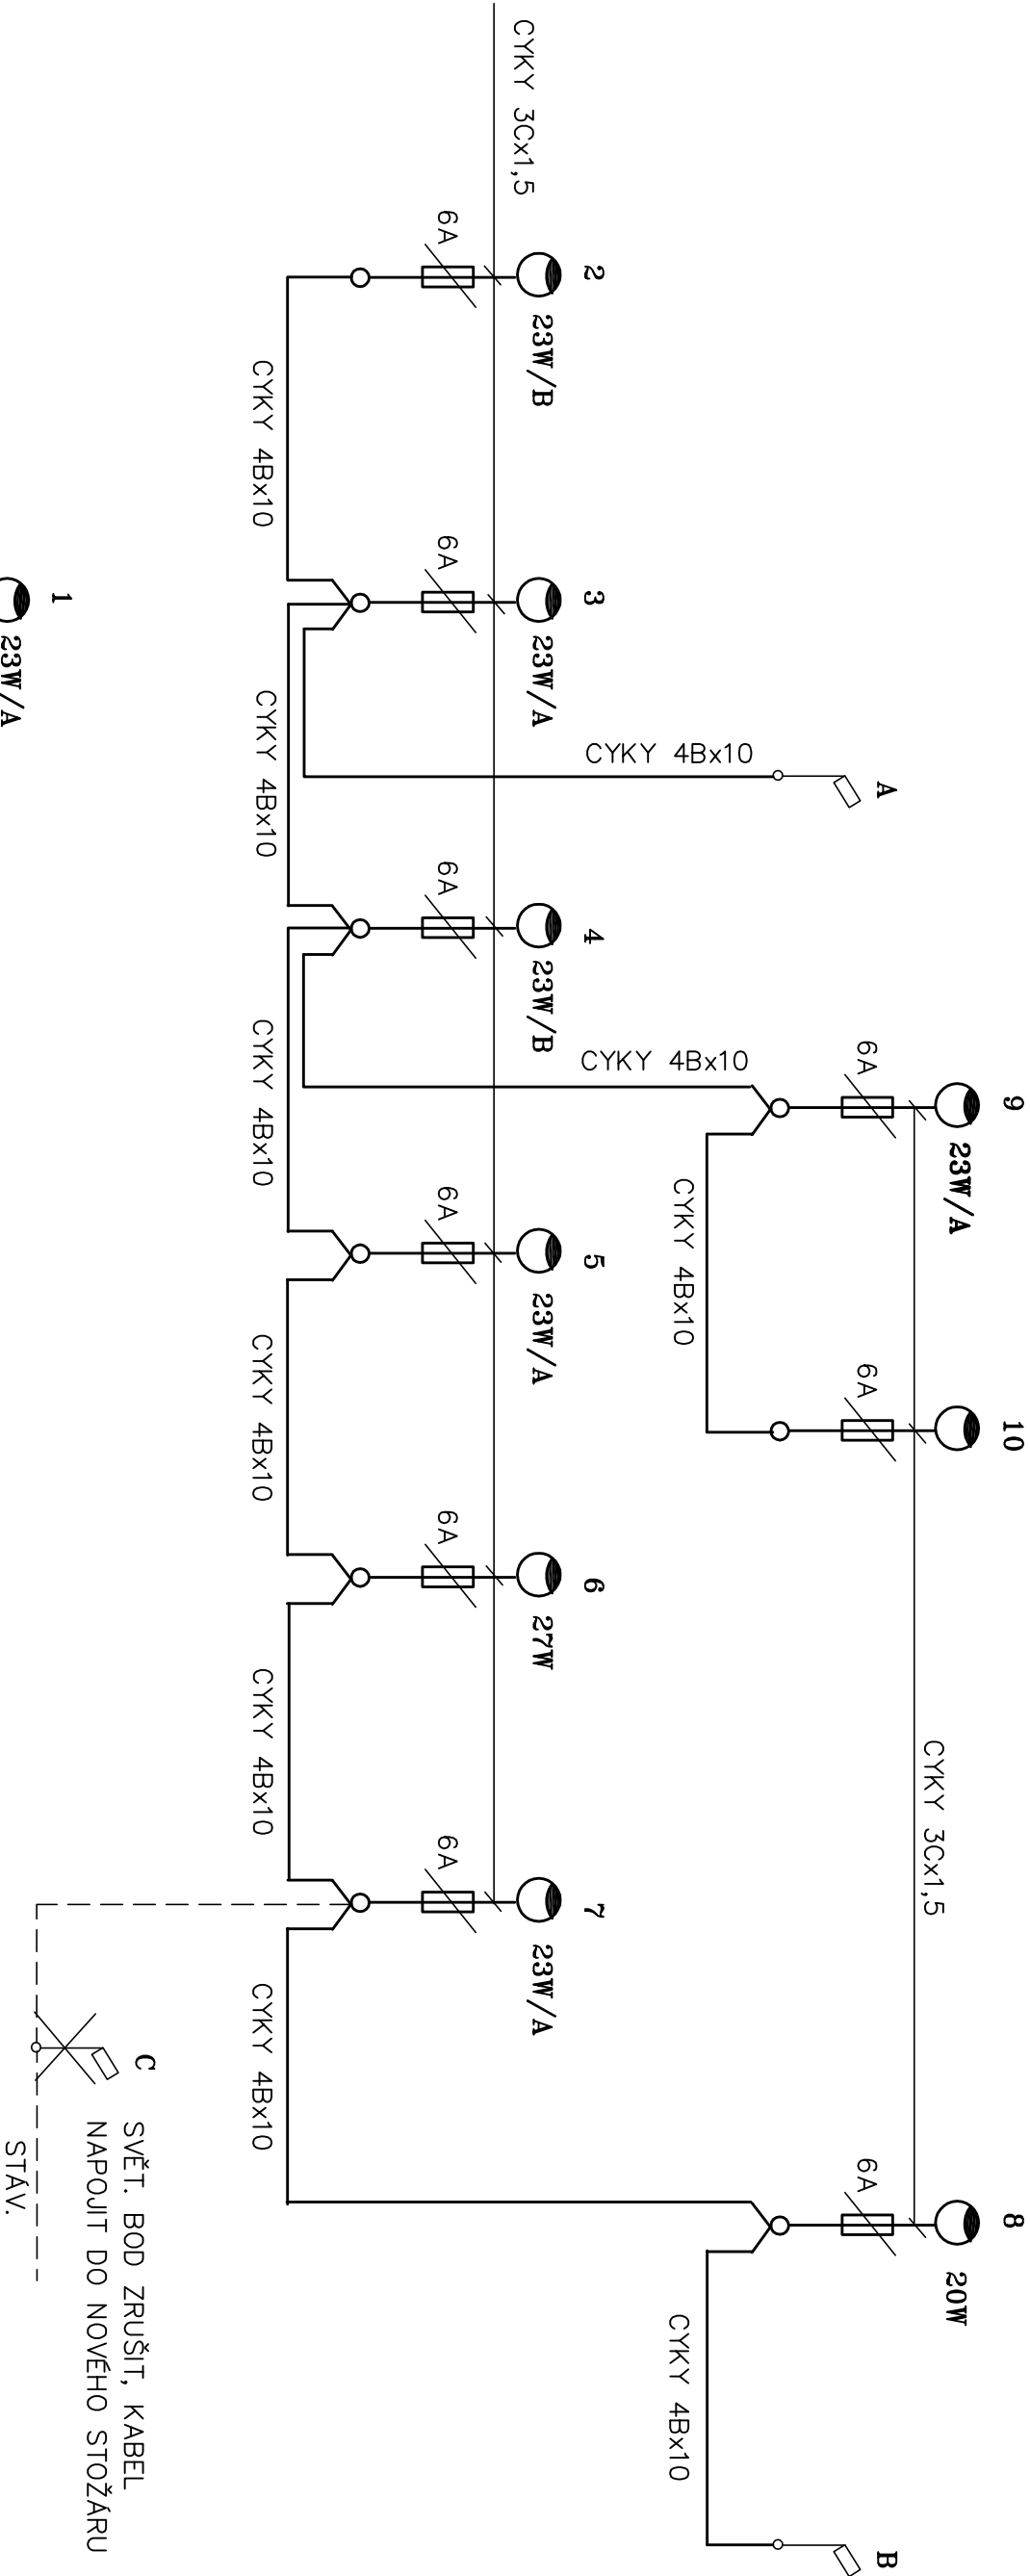 9
10
8
23W/A
20W
6A
6A
6A
CYKY 3Cx1,5
A
B
CYKY 4Bx10
CYKY 4Bx10
CYKY 4Bx10
CYKY 4Bx10
2
3
4
5
6
7
23W/B
23W/A
23W/B
23W/A
27W
23W/A
CYKY 3Cx1,5
6A
6A
6A
6A
6A
6A
CYKY 4Bx10
CYKY 4Bx10
CYKY 4Bx10
CYKY 4Bx10
CYKY 4Bx10
CYKY 4Bx10
C
SVĚT. BOD ZRUŠIT, KABEL
NAPOJIT DO NOVÉHO STOŽÁRU
STÁV.
1
23W/A